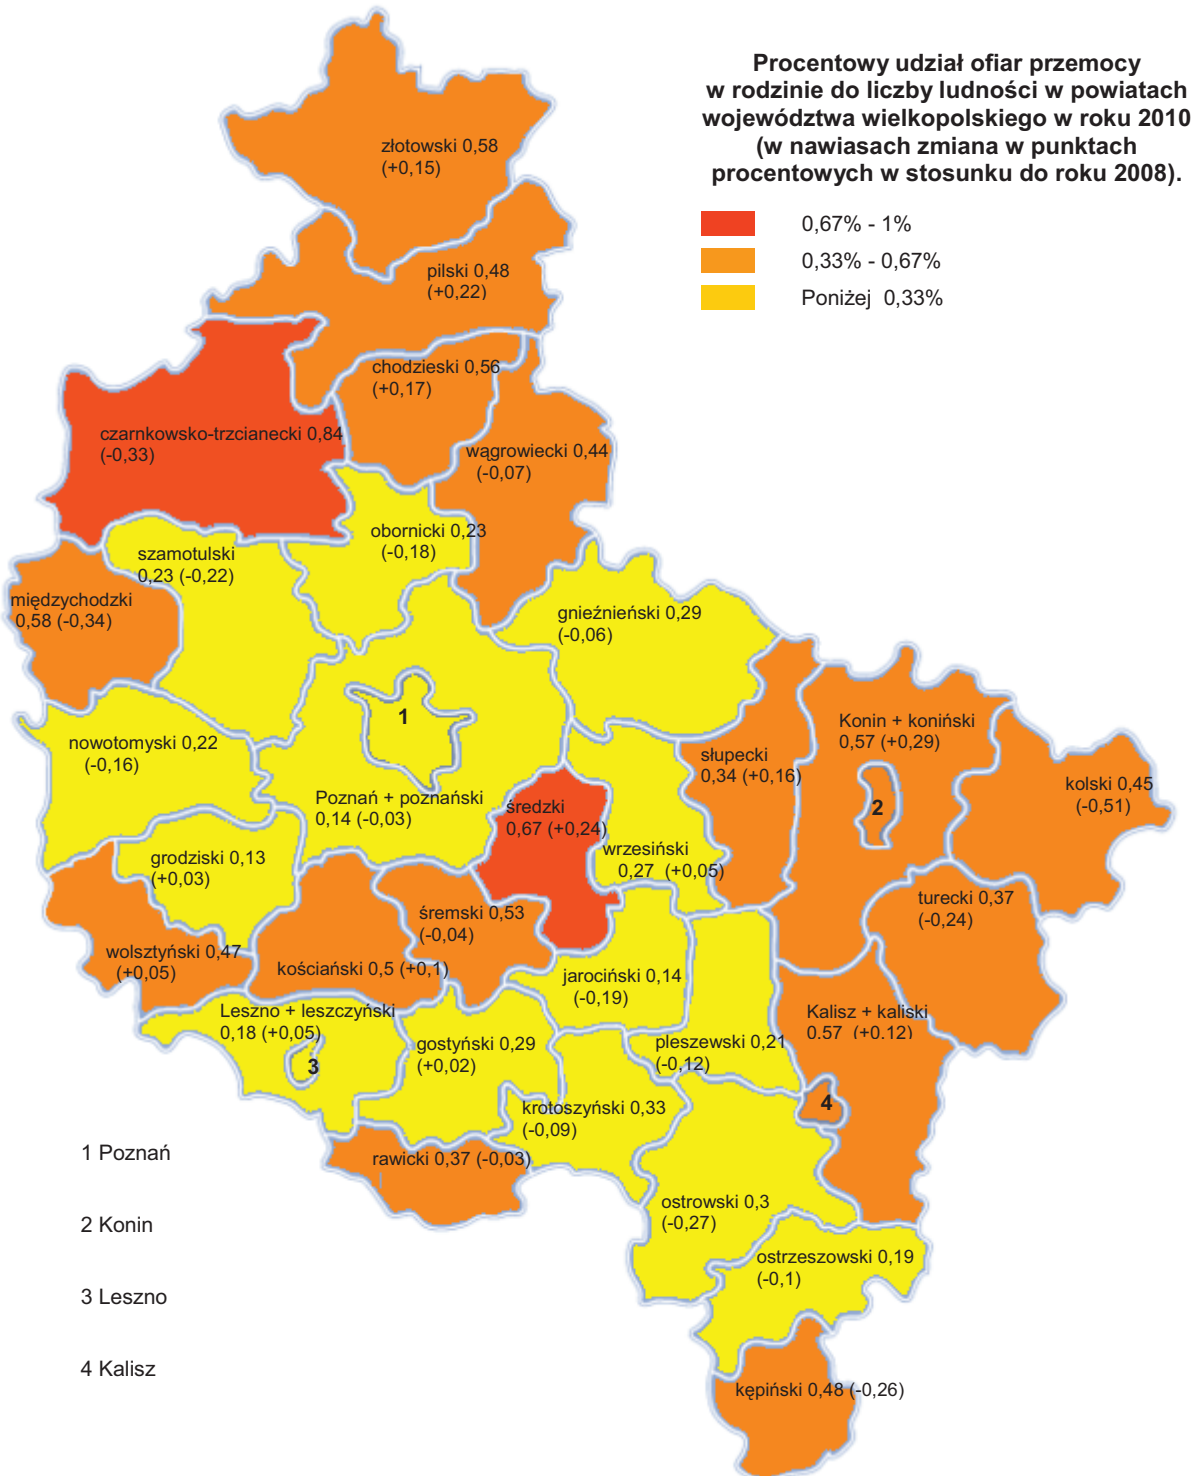 Procentowy udział ofiar przemocy
w rodzinie do liczby ludności w powiatach
województwa wielkopolskiego w roku 2010
(w nawiasach zmiana w punktach
procentowych w stosunku do roku 2008).
0,67% - 1%
0,33% - 0,67%
Poniżej 0,33%
złotowski 0,58
(+0,15)
pilski 0,48
(+0,22)
chodzieski 0,56
(+0,17)
czarnkowsko-trzcianecki 0,84
(-0,33)
wągrowiecki 0,44
(-0,07)
obornicki 0,23
(-0,18)
szamotulski
0,23 (-0,22)
międzychodzki
0,58 (-0,34)
gnieźnieński 0,29
(-0,06)
1
nowotomyski 0,22
(-0,16)
Konin + koniński
0,57 (+0,29)
słupecki
0,34 (+0,16)
kolski 0,45
(-0,51)
2
Poznań + poznański
0,14 (-0,03)
średzki
0,67 (+0,24)
wrzesiński
0,27 (+0,05)
grodziski 0,13
(+0,03)
turecki 0,37
(-0,24)
śremski 0,53
(-0,04)
wolsztyński 0,47
(+0,05)
kościański 0,5 (+0,1)
jarociński 0,14
(-0,19)
Leszno + leszczyński
0,18 (+0,05)
3
Kalisz + kaliski
0,57 (+0,12)
gostyński 0,29
(+0,02)
pleszewski 0,21
(-0,12)
4
krotoszyński 0,33
(-0,09)
rawicki 0,37 (-0,03)
ostrowski 0,3
(-0,27)
ostrzeszowski 0,19
(-0,1)
kępiński 0,48 (-0,26)
1 Poznań
2 Konin
3 Leszno
4 Kalisz